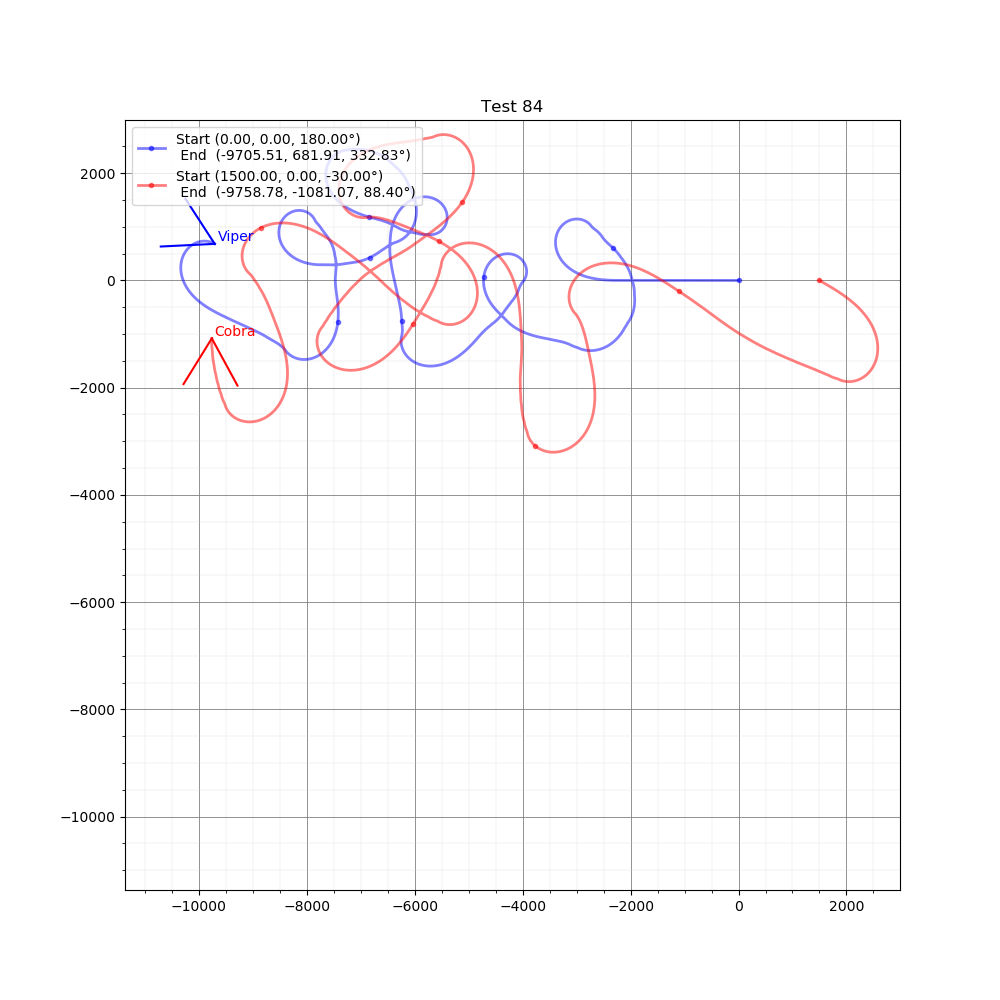 Test 84
Start (0.00, 0.00, 180.00°)
End (-9705.51, 681.91, 332.83°)
Start (1500.00, 0.00, -30.00°)
End (-9758.78, -1081.07, 88.40°)
Viper
Cobra
2000
0
−2000
−4000
−6000
−8000
−10000
−10000
−8000
−6000
−4000
−2000
0
2000